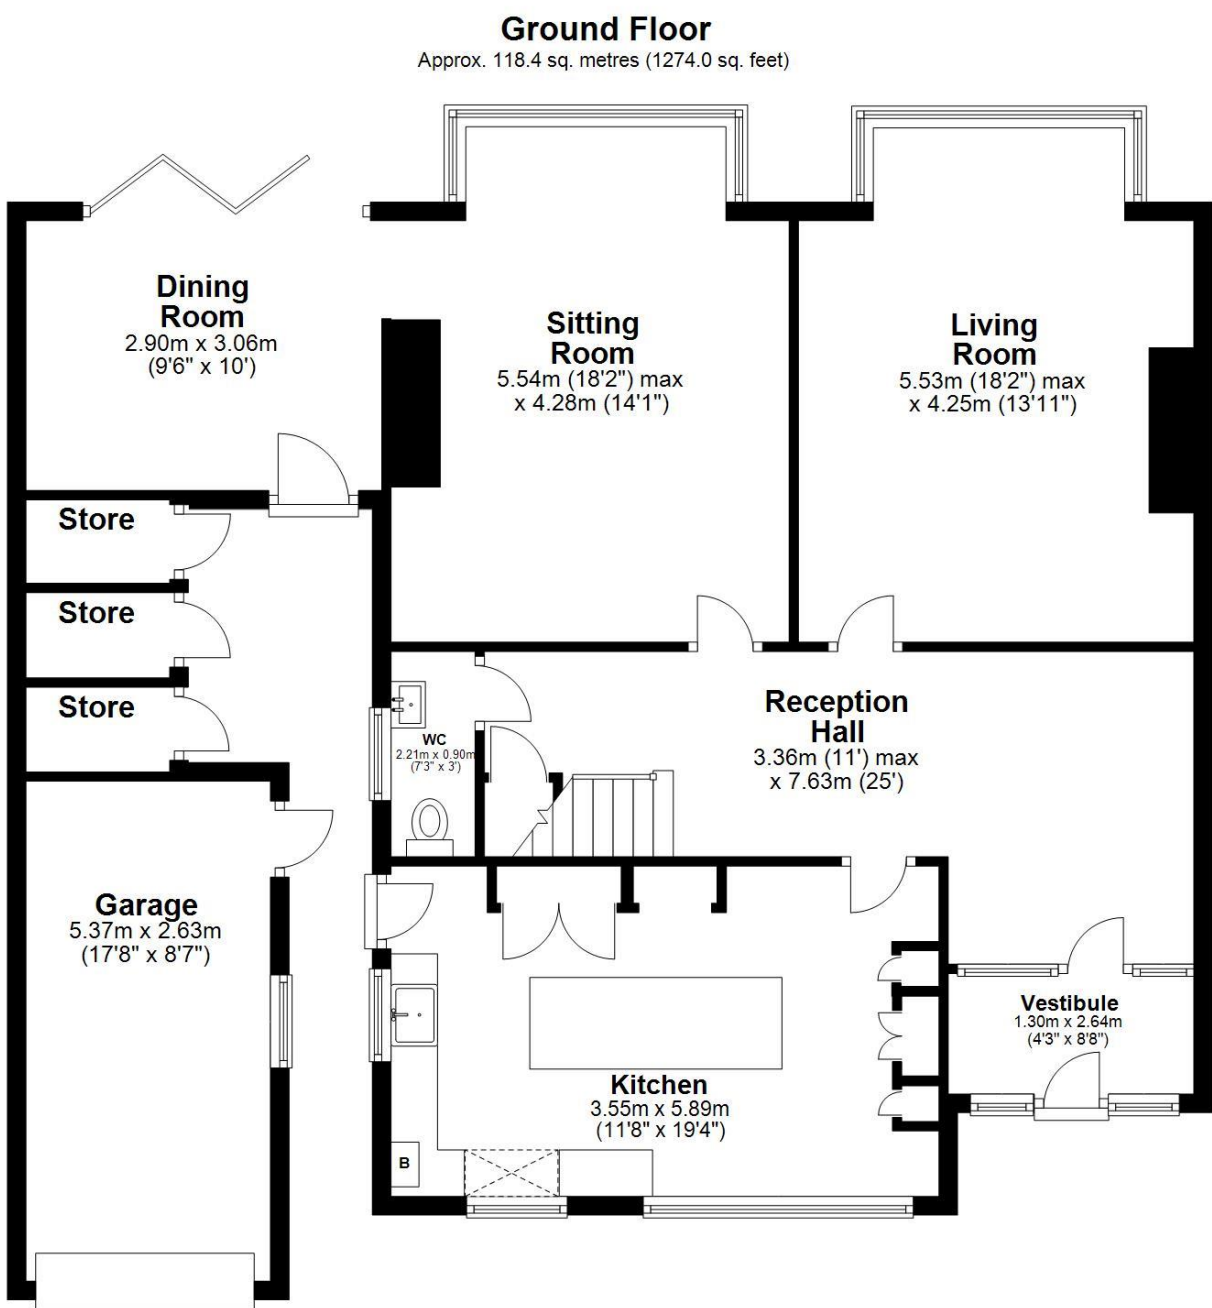 Ground Floor
Approx. 118.4 sq. metres (1274.0 sq. feet)
Dining
Room
2.90m x 3.06m
(9'6" x 10')
Sitting
Room
5.54m (18'2") max
x 4.28m (14'1")
Living
Room
5.53m (18'2") max
x 4.25m (13'11")
Store
Store
Store
WC
2.21m x 0.90m
(7'3" x 3')
Reception
Hall
3.36m (11') max
x 7.63m (25')
Garage
5.37m x 2.63m
(17'8" x 8'7")
Vestibule
1.30m x 2.64m
(4'3" x 8'8")
Kitchen
3.55m x 5.89m
(11'8" x 19'4")
B